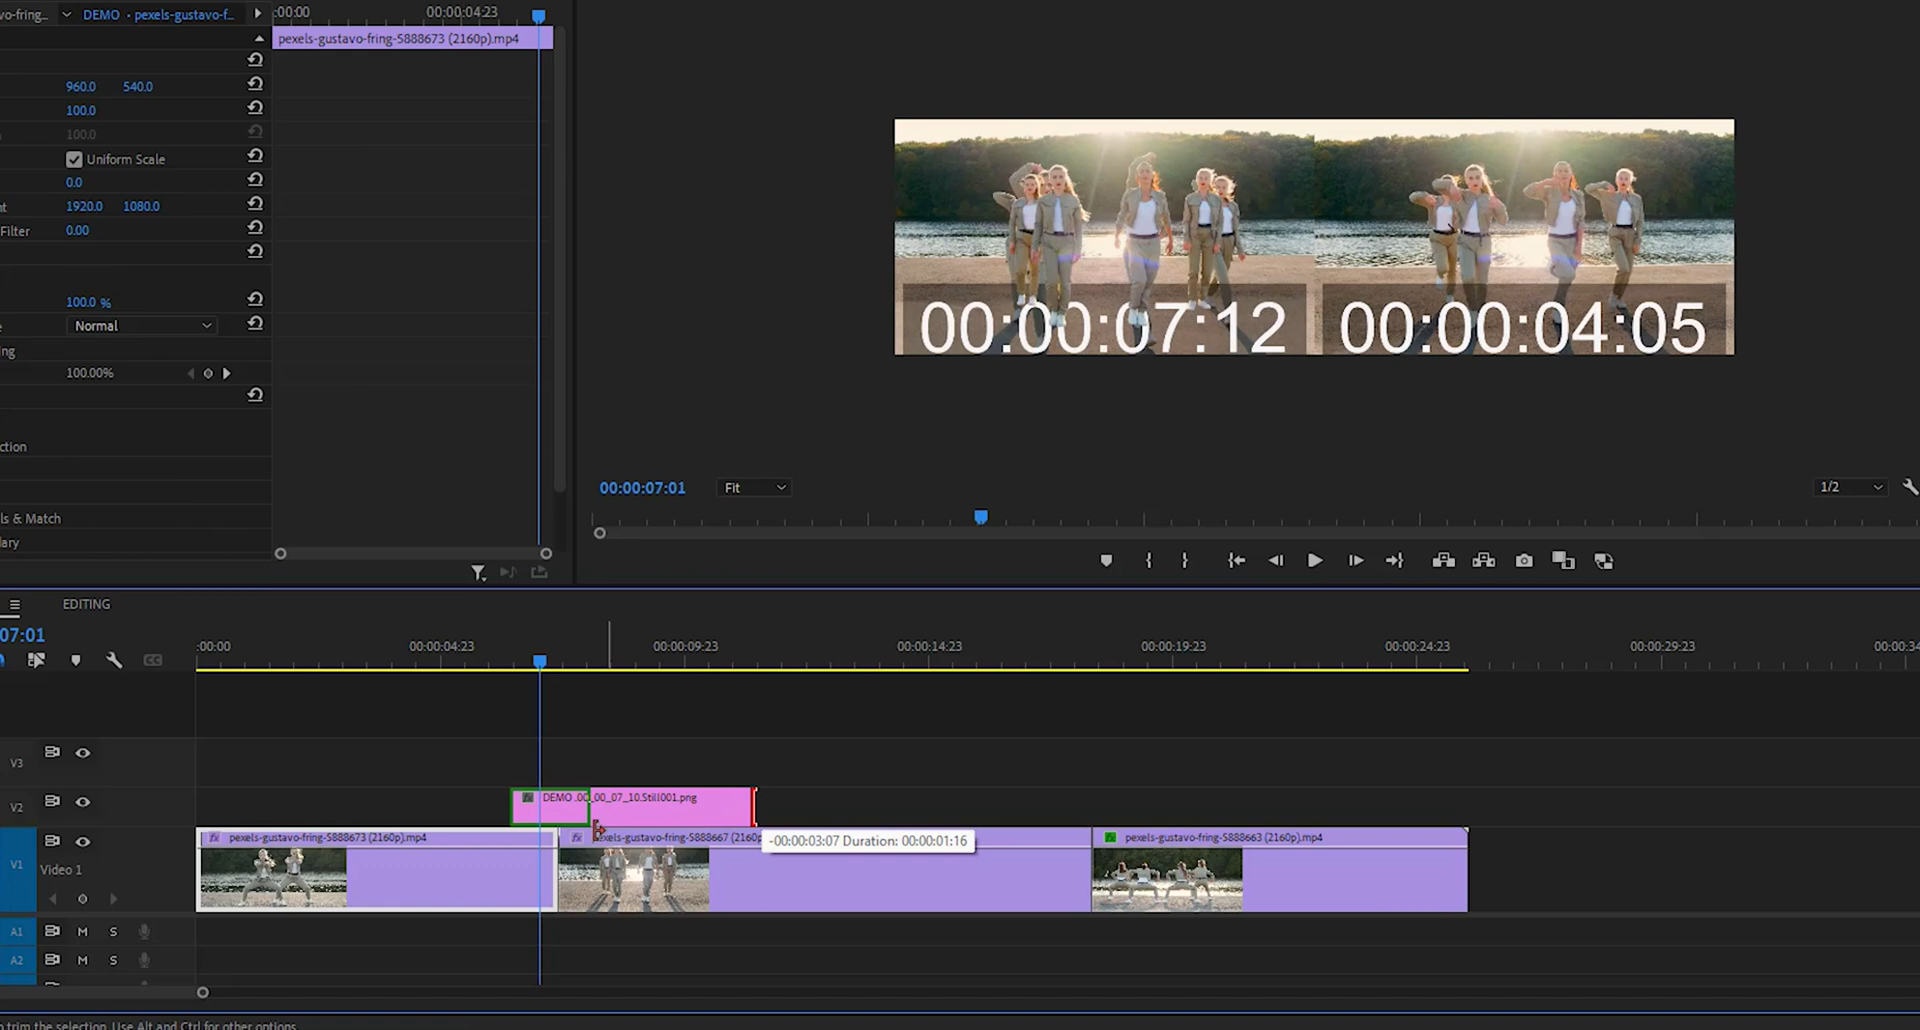 vo-fring... DEMO · pexels-gustavo-f...
:00:00 00:00:04:23
pexels-gustavo-fring-5888673 (2160p).mp4
960.0 540.0
100.0
100.0
Uniform Scale
0.0
nt 1920.0 1080.0
Filter 0.00
100.0 %
e Normal
ing
100.00%
ction
ls & Match
lary
00:00:07:12 00:00:04:05
00:00:07:01 Fit 1/2
EDITING
07:01
:00:00 00:00:04:23 00:00:09:23 00:00:14:23 00:00:19:23 00:00:24:23 00:00:29:23 00:00:34
V3
V2
DEMO .00_00_07_10.Still001.png
V1 Video 1
fx pexels-gustavo-fring-5888673 (2160p).mp4
fx pexels-gustavo-fring-5888667 (2160p
fx pexels-gustavo-fring-5888663 (2160p).mp4
-00:00:03:07 Duration: 00:00:01:16
A1 M S
A2 M S
trim the selection. Use Alt and Ctrl for other options.